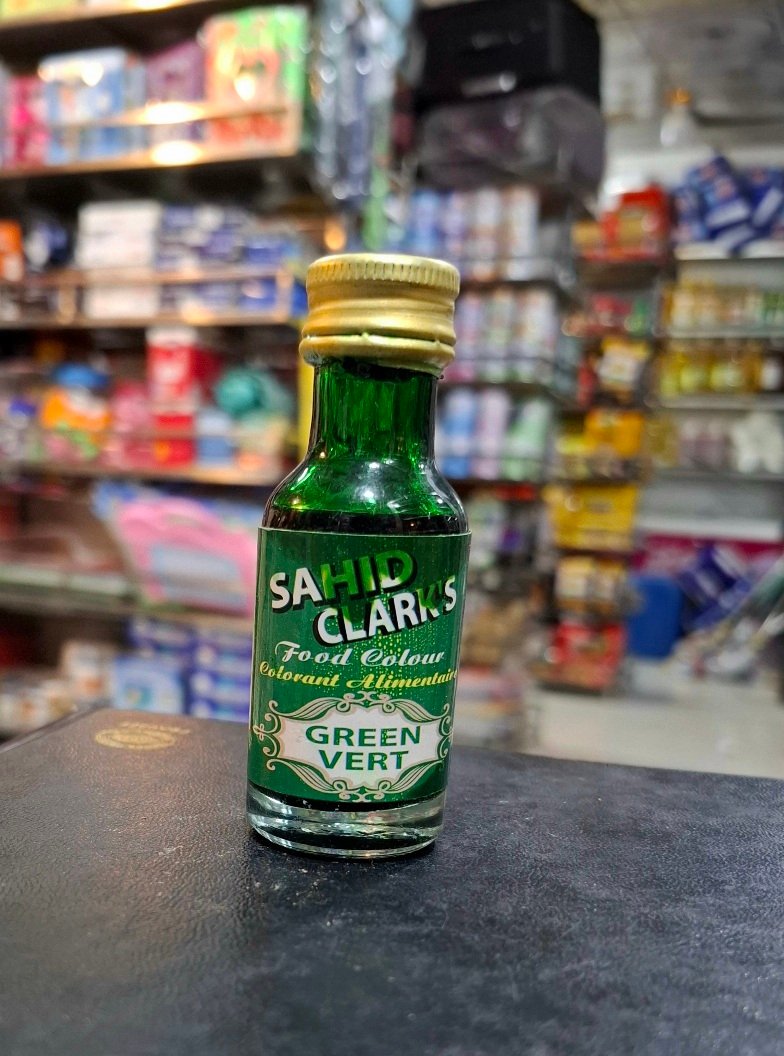 SAHID
CLARK'S
Food Colour
Colorant Alimentaire
GREEN
VERT